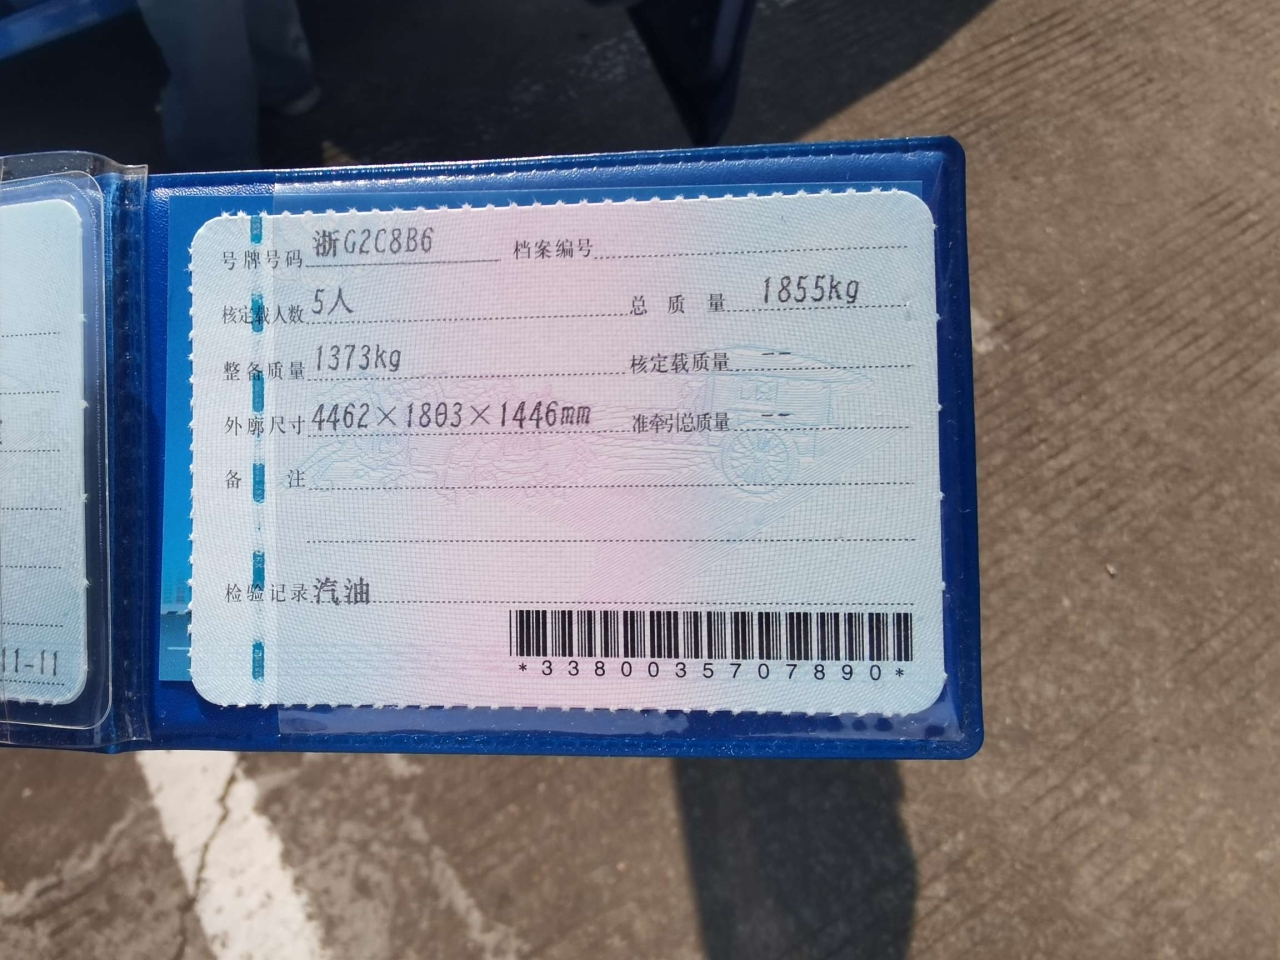 号牌号码 浙G2C8B6 档案编号
核定载人数 5人 总质量 1855kg
整备质量 1373kg 核定载质量 --
外廓尺寸 4462×1803×1446mm 准牵引总质量 --
备注
检验记录 汽油
*3380035707890*
11-11